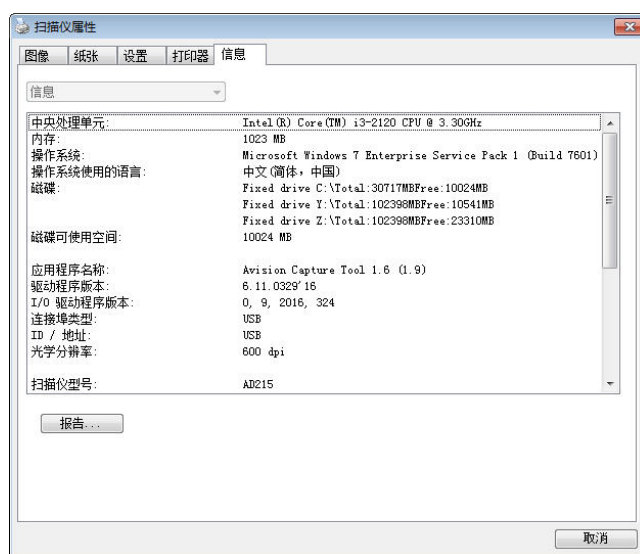 扫描仪属性
图像 纸张 设置 打印器 信息
信息
中央处理单元: Intel(R) Core(TM) i3-2120 CPU @ 3.30GHz
内存: 1023 MB
操作系统: Microsoft Windows 7 Enterprise Service Pack 1 (Build 7601)
操作系统使用的语言: 中文(简体，中国)
磁碟: Fixed drive C:\Total:30717MBFree:10024MB
Fixed drive Y:\Total:102398MBFree:10541MB
Fixed drive Z:\Total:102398MBFree:23310MB
磁碟可使用空间: 10024 MB
应用程序名称: Avision Capture Tool 1.6 (1.9)
驱动程序版本: 6.11.0329'16
I/O 驱动程序版本: 0, 9, 2016, 324
连接埠类型: USB
ID / 地址: USB
光学分辨率: 600 dpi
扫描仪型号: AD215
报告...
取消